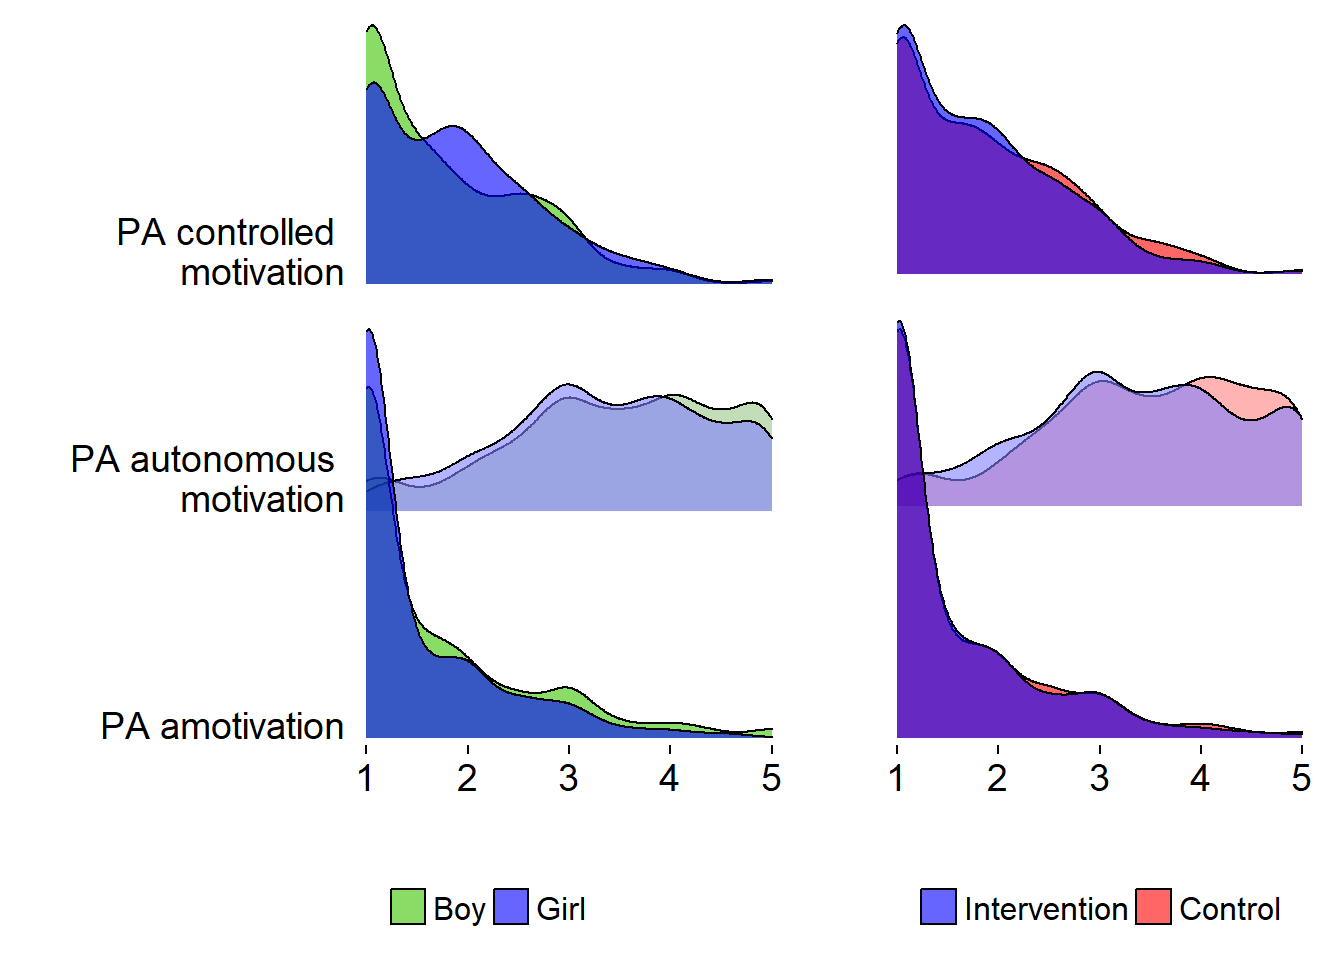 PA controlled
motivation
PA autonomous
motivation
PA amotivation
1 2 3 4 5
1 2 3 4 5
Boy Girl
Intervention Control